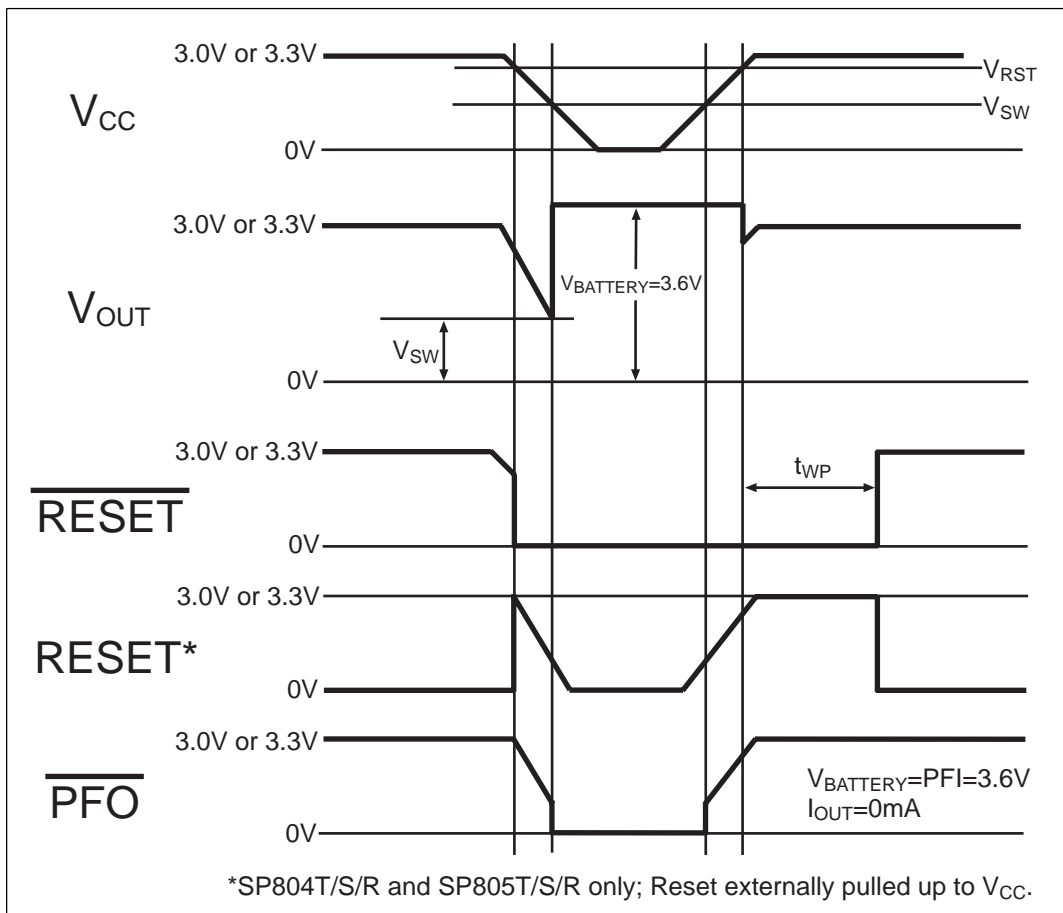 3.0V or 3.3V
VRST
VCC
VSW
0V
3.0V or 3.3V
VBATTERY=3.6V
VOUT
VSW
0V
3.0V or 3.3V
tWP
RESET
0V
3.0V or 3.3V
RESET*
0V
3.0V or 3.3V
VBATTERY=PFI=3.6V
PFO
IOUT=0mA
0V
*SP804T/S/R and SP805T/S/R only; Reset externally pulled up to VCC.